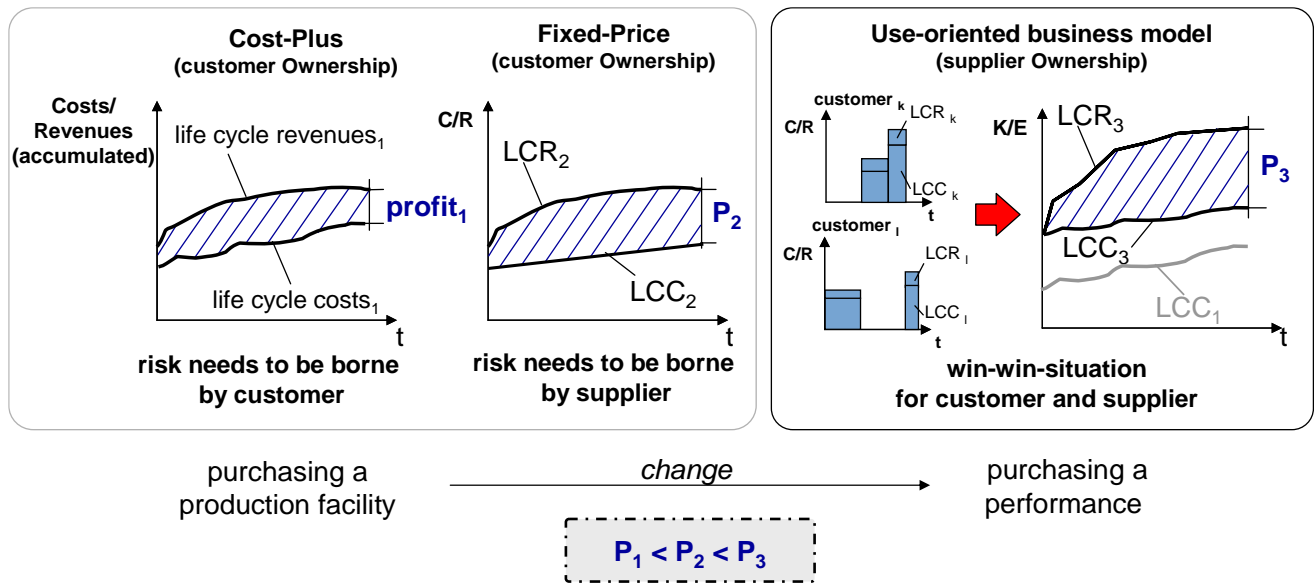 Cost-Plus
(customer Ownership)
Costs/
Revenues
(accumulated)
life cycle revenues1
profit1
life cycle costs1
t
risk needs to be borne
by customer
Fixed-Price
(customer Ownership)
C/R
LCR2
P2
LCC2
t
risk needs to be borne
by supplier
Use-oriented business model
(supplier Ownership)
customer k
C/R
LCR k
LCC k
t
customer l
C/R
LCR l
LCC l
t
K/E
LCR3
P3
LCC3
LCC1
t
win-win-situation
for customer and supplier
purchasing a
production facility
change
purchasing a
performance
P1 < P2 < P3